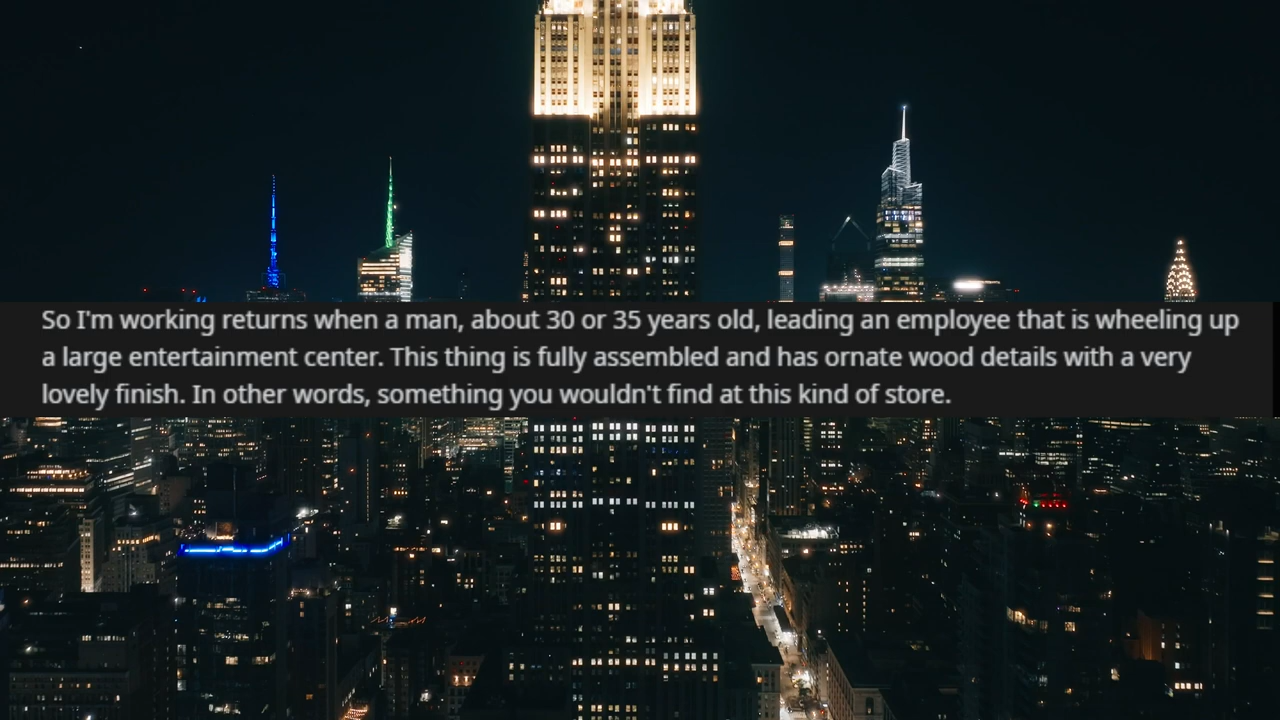 So I'm working returns when a man, about 30 or 35 years old, leading an employee that is wheeling up
a large entertainment center. This thing is fully assembled and has ornate wood details with a very
lovely finish. In other words, something you wouldn't find at this kind of store.